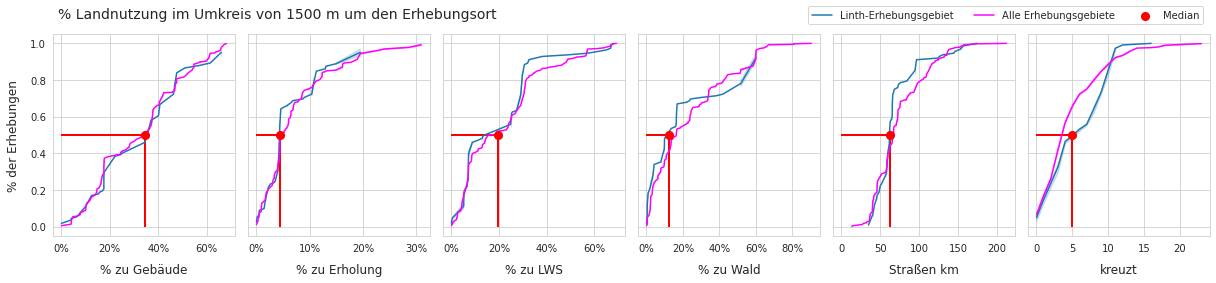 % Landnutzung im Umkreis von 1500 m um den Erhebungsort
Linth-Erhebungsgebiet Alle Erhebungsgebiete Median
% der Erhebungen
1.0
0.8
0.6
0.4
0.2
0.0
0% 20% 40% 60%
0% 10% 20% 30%
0% 20% 40% 60%
0% 20% 40% 60% 80%
0 50 100 150 200
0 5 10 15 20
% zu Gebäude
% zu Erholung
% zu LWS
% zu Wald
Straßen km
kreuzt